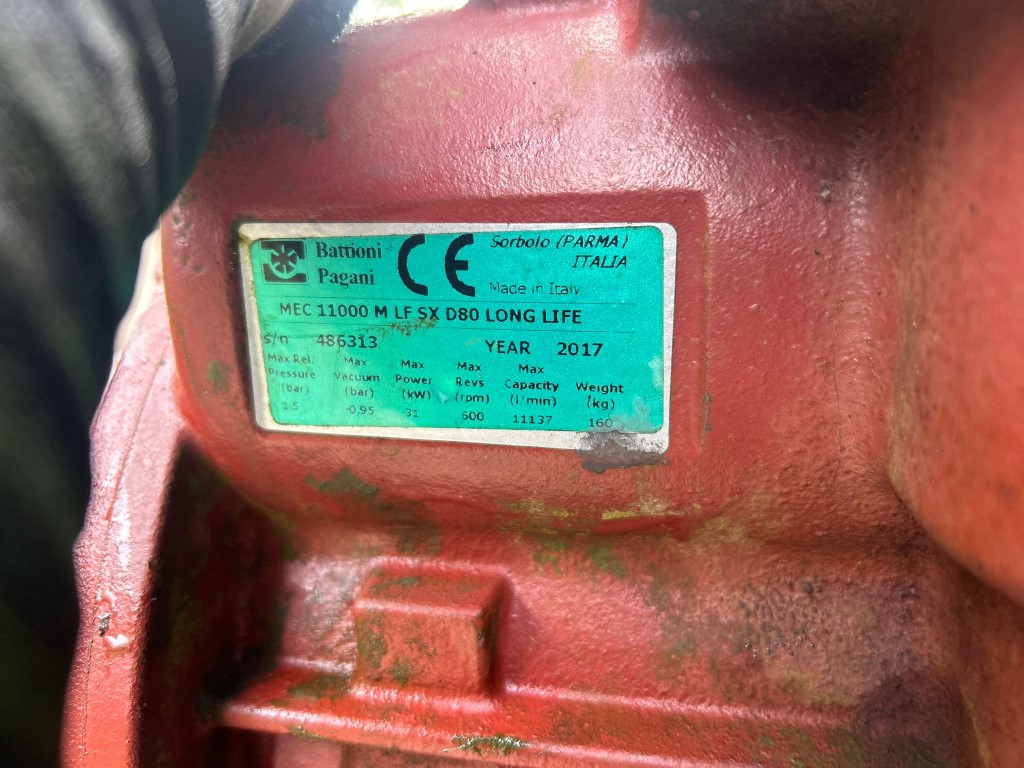 Battioni
Pagani
CE
Sorbolo (PARMA)
ITALIA
Made in Italy
MEC 11000 M LF SX D80 LONG LIFE
s/n 486313 YEAR 2017
Max Rel. Pressure (bar) Max Vacuum (bar) Max Power (kW) Max Revs (rpm) Max Capacity (l/min) Weight (kg)
1.5 -0,95 31 600 11137 160